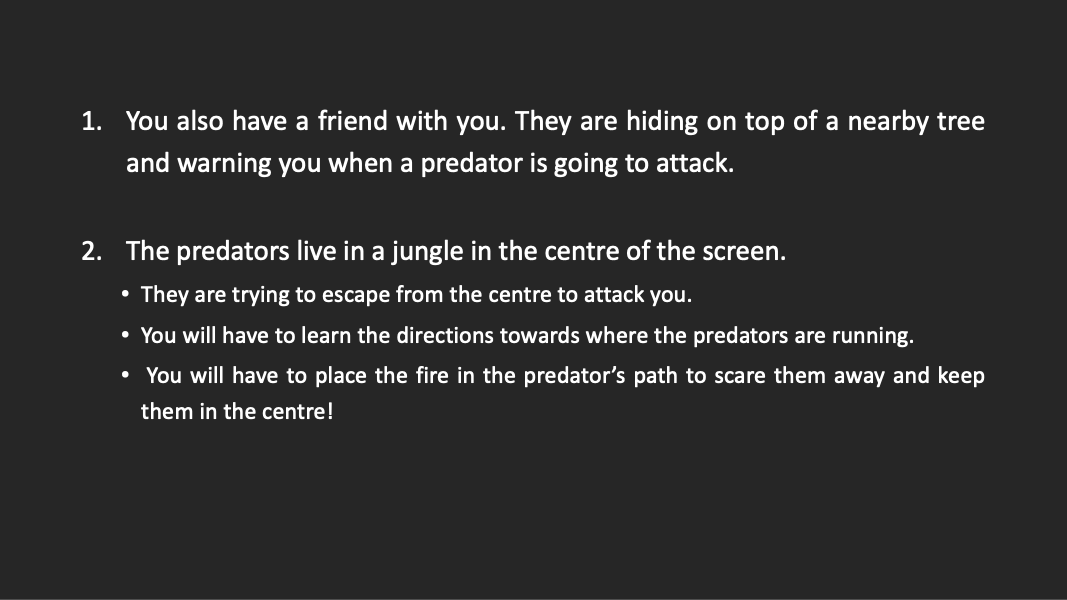 1. You also have a friend with you. They are hiding on top of a nearby tree
and warning you when a predator is going to attack.
2. The predators live in a jungle in the centre of the screen.
• They are trying to escape from the centre to attack you.
• You will have to learn the directions towards where the predators are running.
• You will have to place the fire in the predator’s path to scare them away and keep
them in the centre!